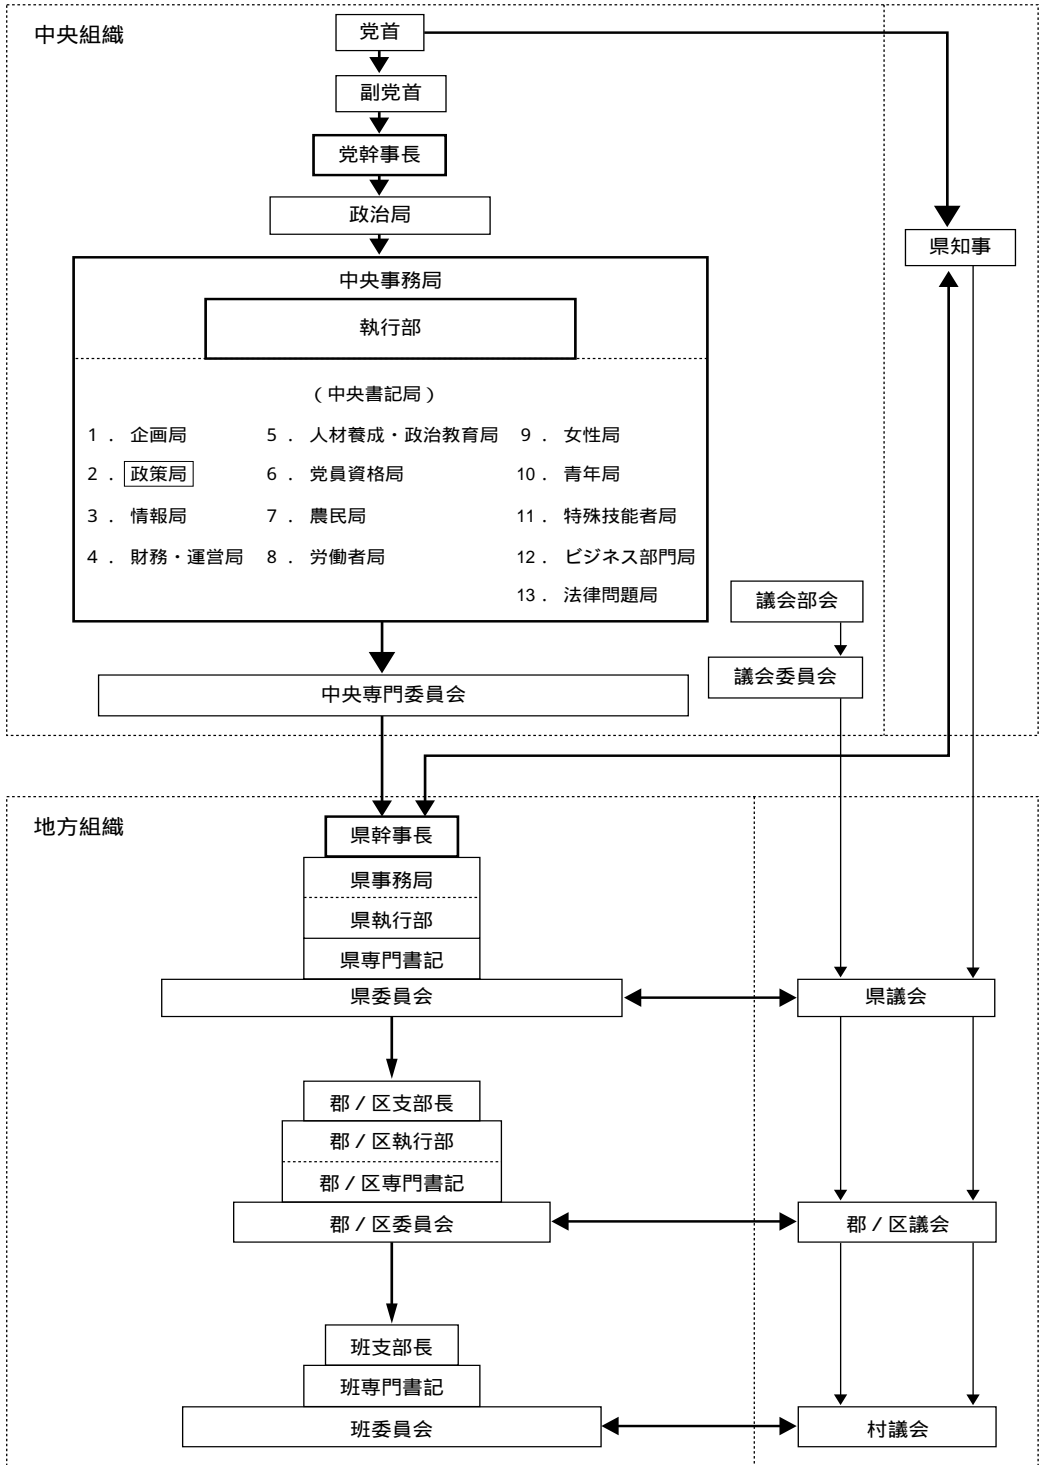 中央組織
党首
副党首
党幹事長
政治局
県知事
中央事務局
執行部
（中央書記局）
1． 企画局
2． 政策局
3． 情報局
4． 財務・運営局
5． 人材養成・政治教育局
6． 党員資格局
7． 農民局
8． 労働者局
9． 女性局
10． 青年局
11． 特殊技能者局
12． ビジネス部門局
13． 法律問題局
議会部会
議会委員会
中央専門委員会
地方組織
県幹事長
県事務局
県執行部
県専門書記
県委員会
県議会
郡／区支部長
郡／区執行部
郡／区専門書記
郡／区委員会
郡／区議会
班支部長
班専門書記
班委員会
村議会